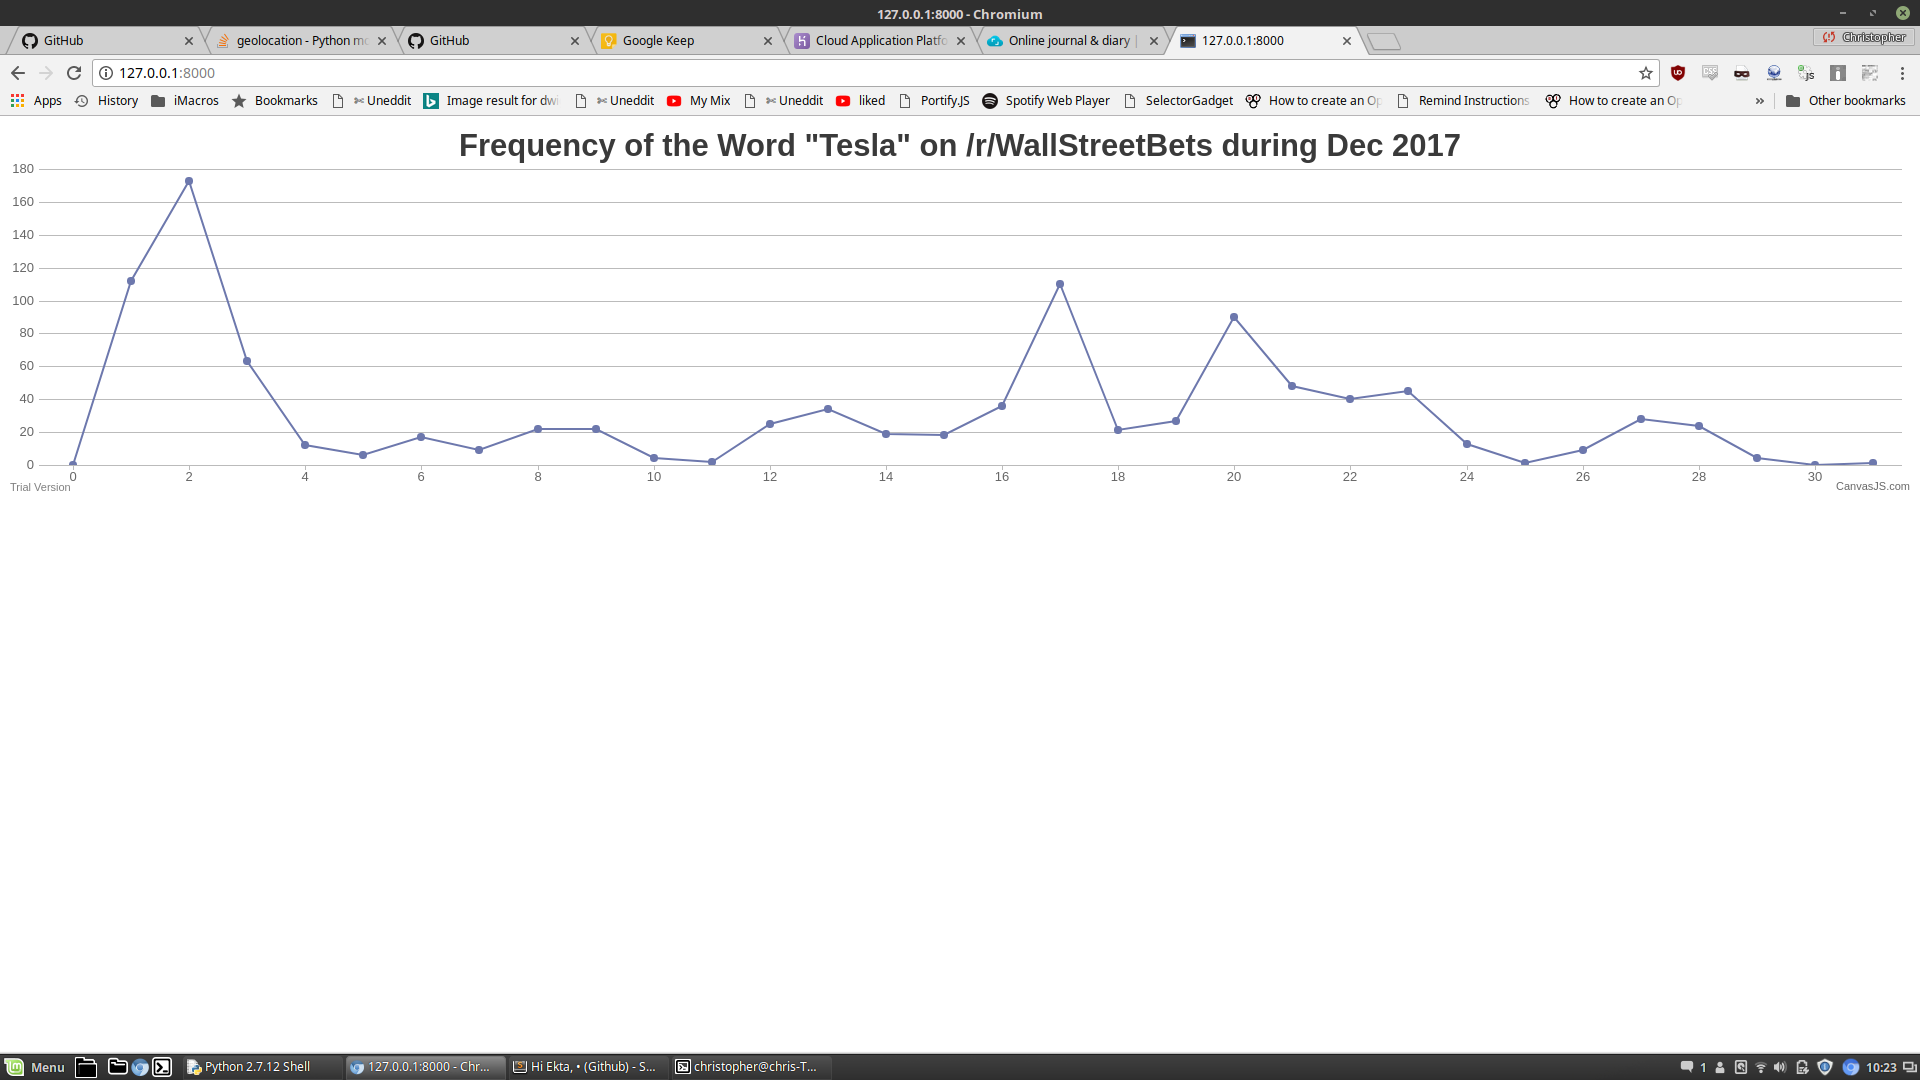 127.0.0.1:8000 - Chromium
GitHub geolocation - Python mo GitHub Google Keep Cloud Application Platfo Online journal & diary | 127.0.0.1:8000 Christopher
127.0.0.1:8000
Apps History iMacros Bookmarks Uneddit Image result for dwi Uneddit My Mix Uneddit liked Portify.JS Spotify Web Player SelectorGadget How to create an Op Remind Instructions How to create an Op » Other bookmarks
Frequency of the Word "Tesla" on /r/WallStreetBets during Dec 2017
180
160
140
120
100
80
60
40
20
0
0 2 4 6 8 10 12 14 16 18 20 22 24 26 28 30
Trial Version CanvasJS.com
Menu Python 2.7.12 Shell 127.0.0.1:8000 - Chr... Hi Ekta, • (Github) - S... christopher@chris-T... 1 10:23